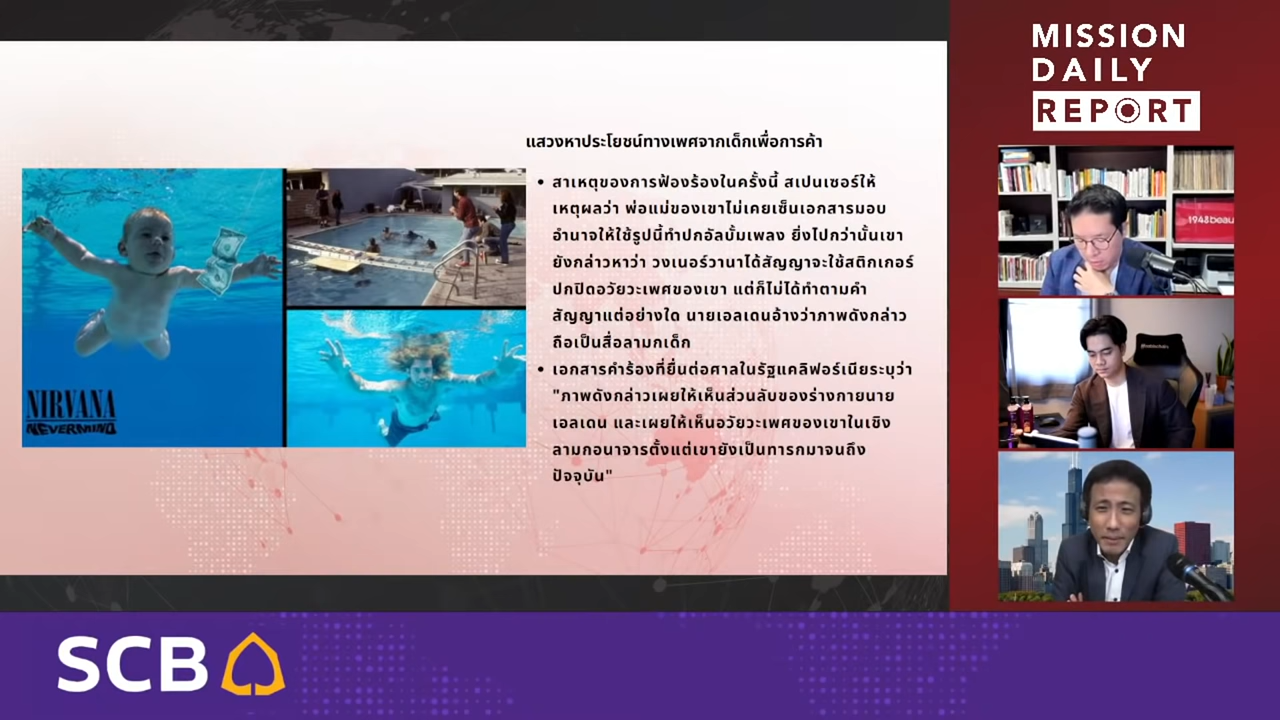 MISSION
DAILY
REPORT
แสวงหาประโยชน์ทางเพศจากเด็กเพื่อการค้า
• สาเหตุของการฟ้องร้องในครั้งนี้ สเปนเซอร์ให้
เหตุผลว่า พ่อแม่ของเขาไม่เคยเซ็นเอกสารมอบ
อำนาจให้ใช้รูปนี้ทำปกอัลบั้มเพลง ยิ่งไปกว่านั้นเขา
ยังกล่าวหาว่า วงเนอร์วานาได้สัญญาจะใช้สติกเกอร์
ปกปิดอวัยวะเพศของเขา แต่ก็ไม่ได้ทำตามคำ
สัญญาแต่อย่างใด นายเอลเดนอ้างว่าภาพดังกล่าว
ถือเป็นสื่อลามกเด็ก
• เอกสารคำร้องที่ยื่นต่อศาลในรัฐแคลิฟอร์เนียระบุว่า
"ภาพดังกล่าวเผยให้เห็นส่วนลับของร่างกายนาย
เอลเดน และเผยให้เห็นอวัยวะเพศของเขาในเชิง
ลามกอนาจารตั้งแต่เขายังเป็นทารกมาจนถึง
ปัจจุบัน"
NIRVANA
NEVERMIND
1948beau
SCB